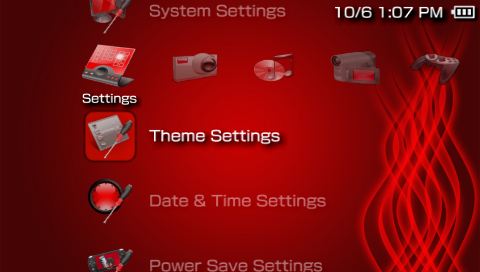 System Settings
10/6 1:07 PM
Settings
Theme Settings
Date & Time Settings
Power Save Settings